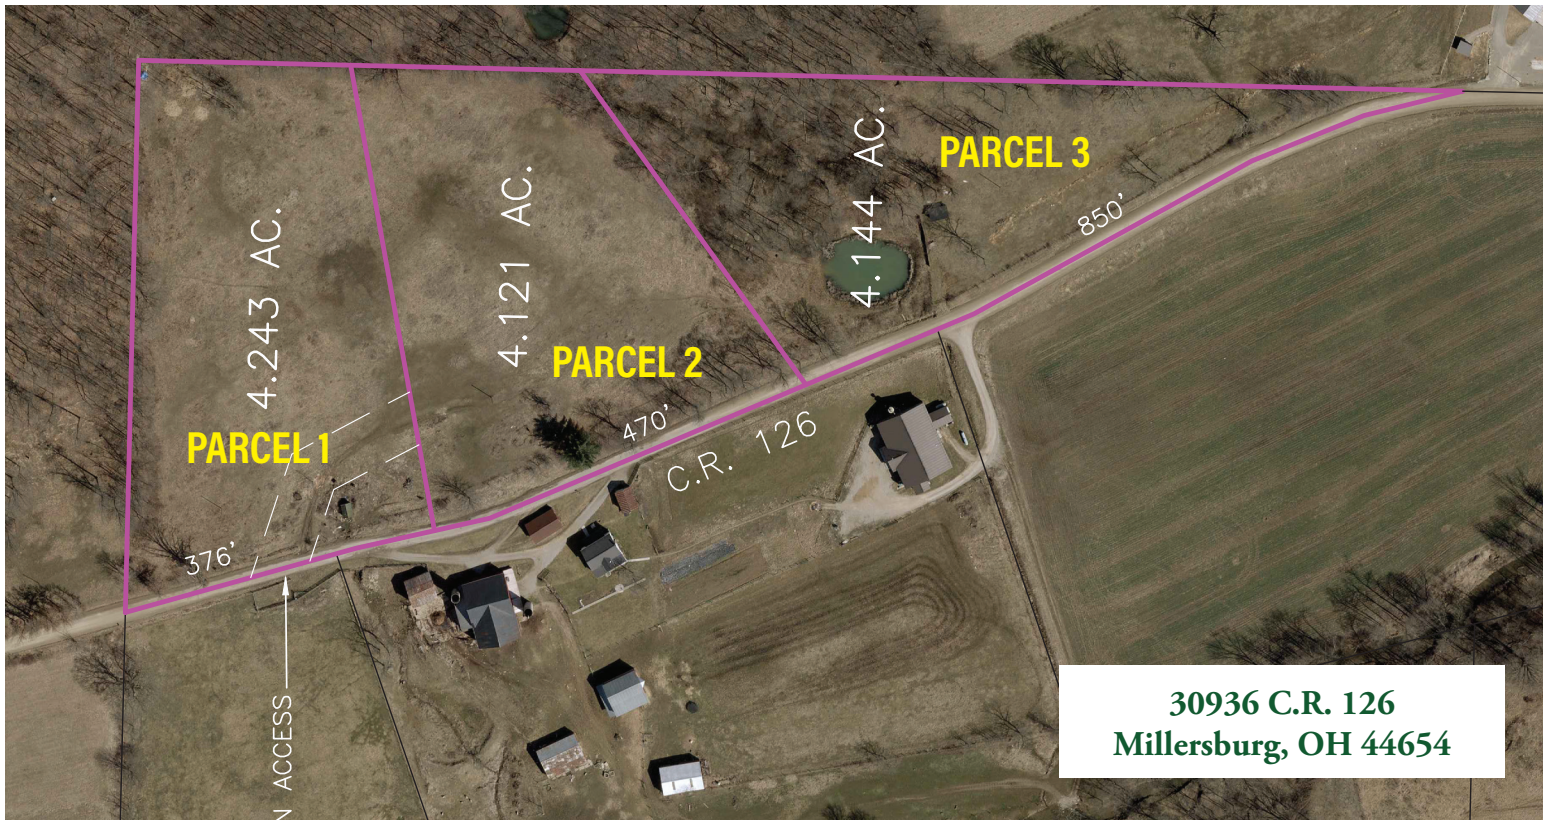 4.243 AC.
PARCEL 1
376'
4.121 AC.
PARCEL 2
470'
4.144 AC.
PARCEL 3
850'
C.R. 126
ACCESS
30936 C.R. 126
Millersburg, OH 44654